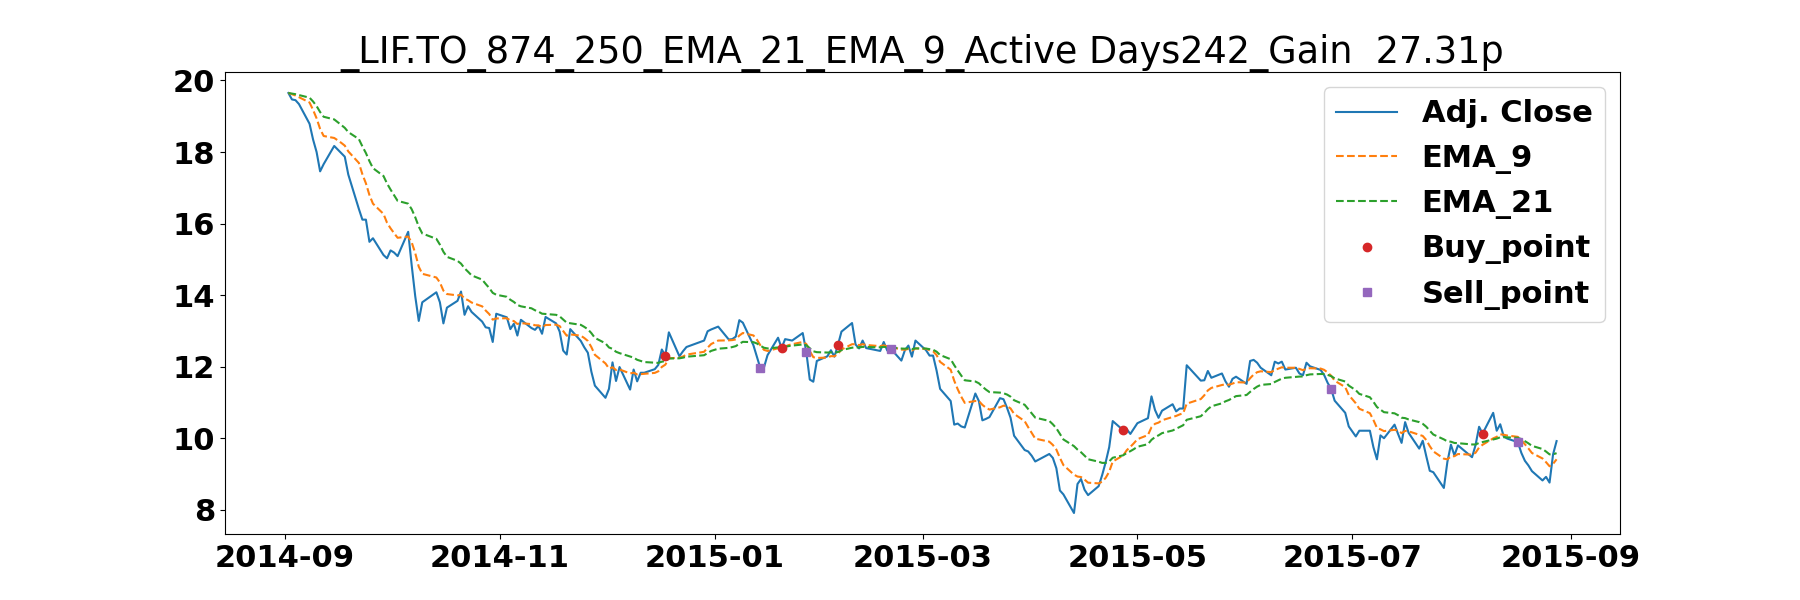 _LIF.TO_874_250_EMA_21_EMA_9_Active Days242_Gain  27.31p
20
18
16
14
12
10
8
2014-09 2014-11 2015-01 2015-03 2015-05 2015-07 2015-09
Adj. Close
EMA_9
EMA_21
Buy_point
Sell_point